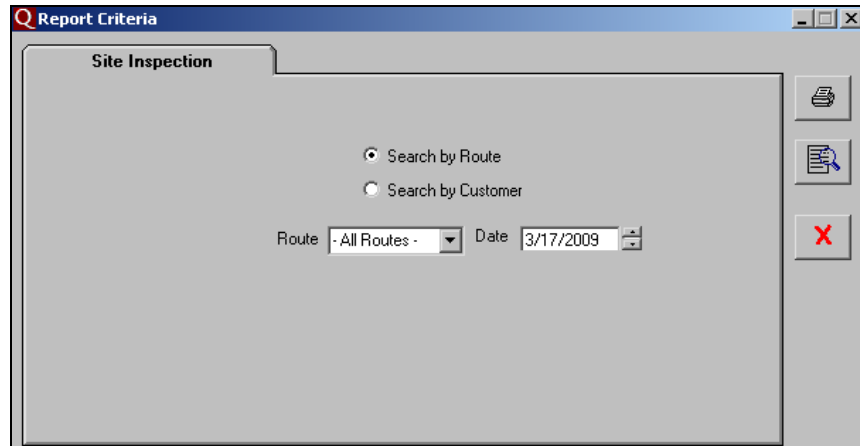 Q Report Criteria
Site Inspection
Search by Route
Search by Customer
Route - All Routes - Date 3/17/2009
X